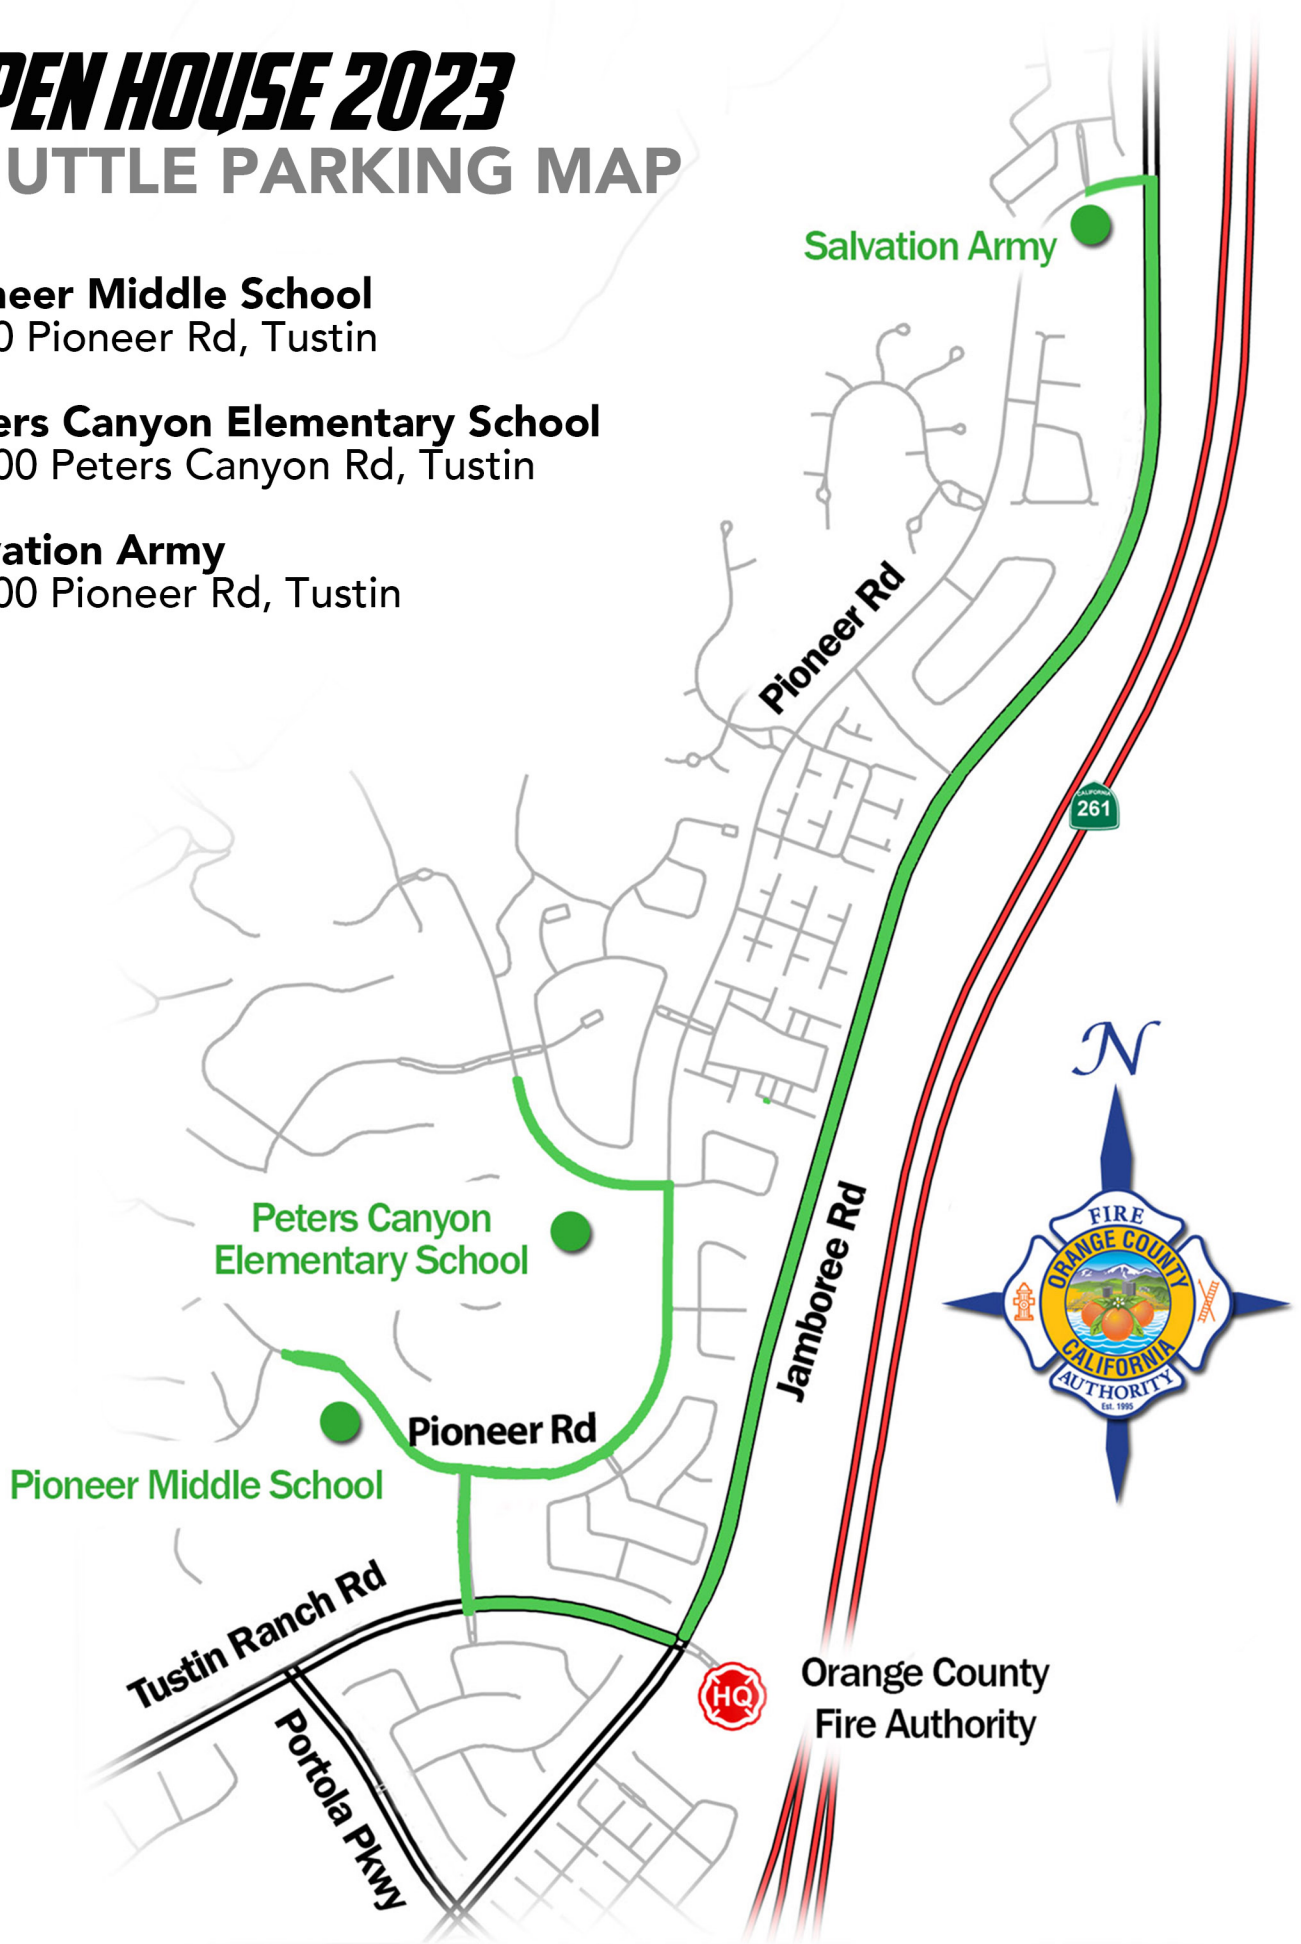 PEN HOUSE 2023
UTTLE PARKING MAP
neer Middle School
0 Pioneer Rd, Tustin
ers Canyon Elementary School
00 Peters Canyon Rd, Tustin
vation Army
00 Pioneer Rd, Tustin
Salvation Army
Pioneer Rd
CALIFORNIA
261
N
Peters Canyon
Elementary School
Jamboree Rd
FIRE
ORANGE COUNTY
CALIFORNIA
AUTHORITY
Est. 1995
Pioneer Rd
Pioneer Middle School
Tustin Ranch Rd
HQ
Orange County
Fire Authority
Portola Pkwy